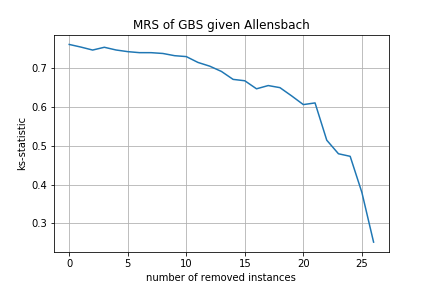 MRS of GBS given Allensbach
0.7
0.6
0.5
0.4
0.3
ks-statistic
0 5 10 15 20 25
number of removed instances